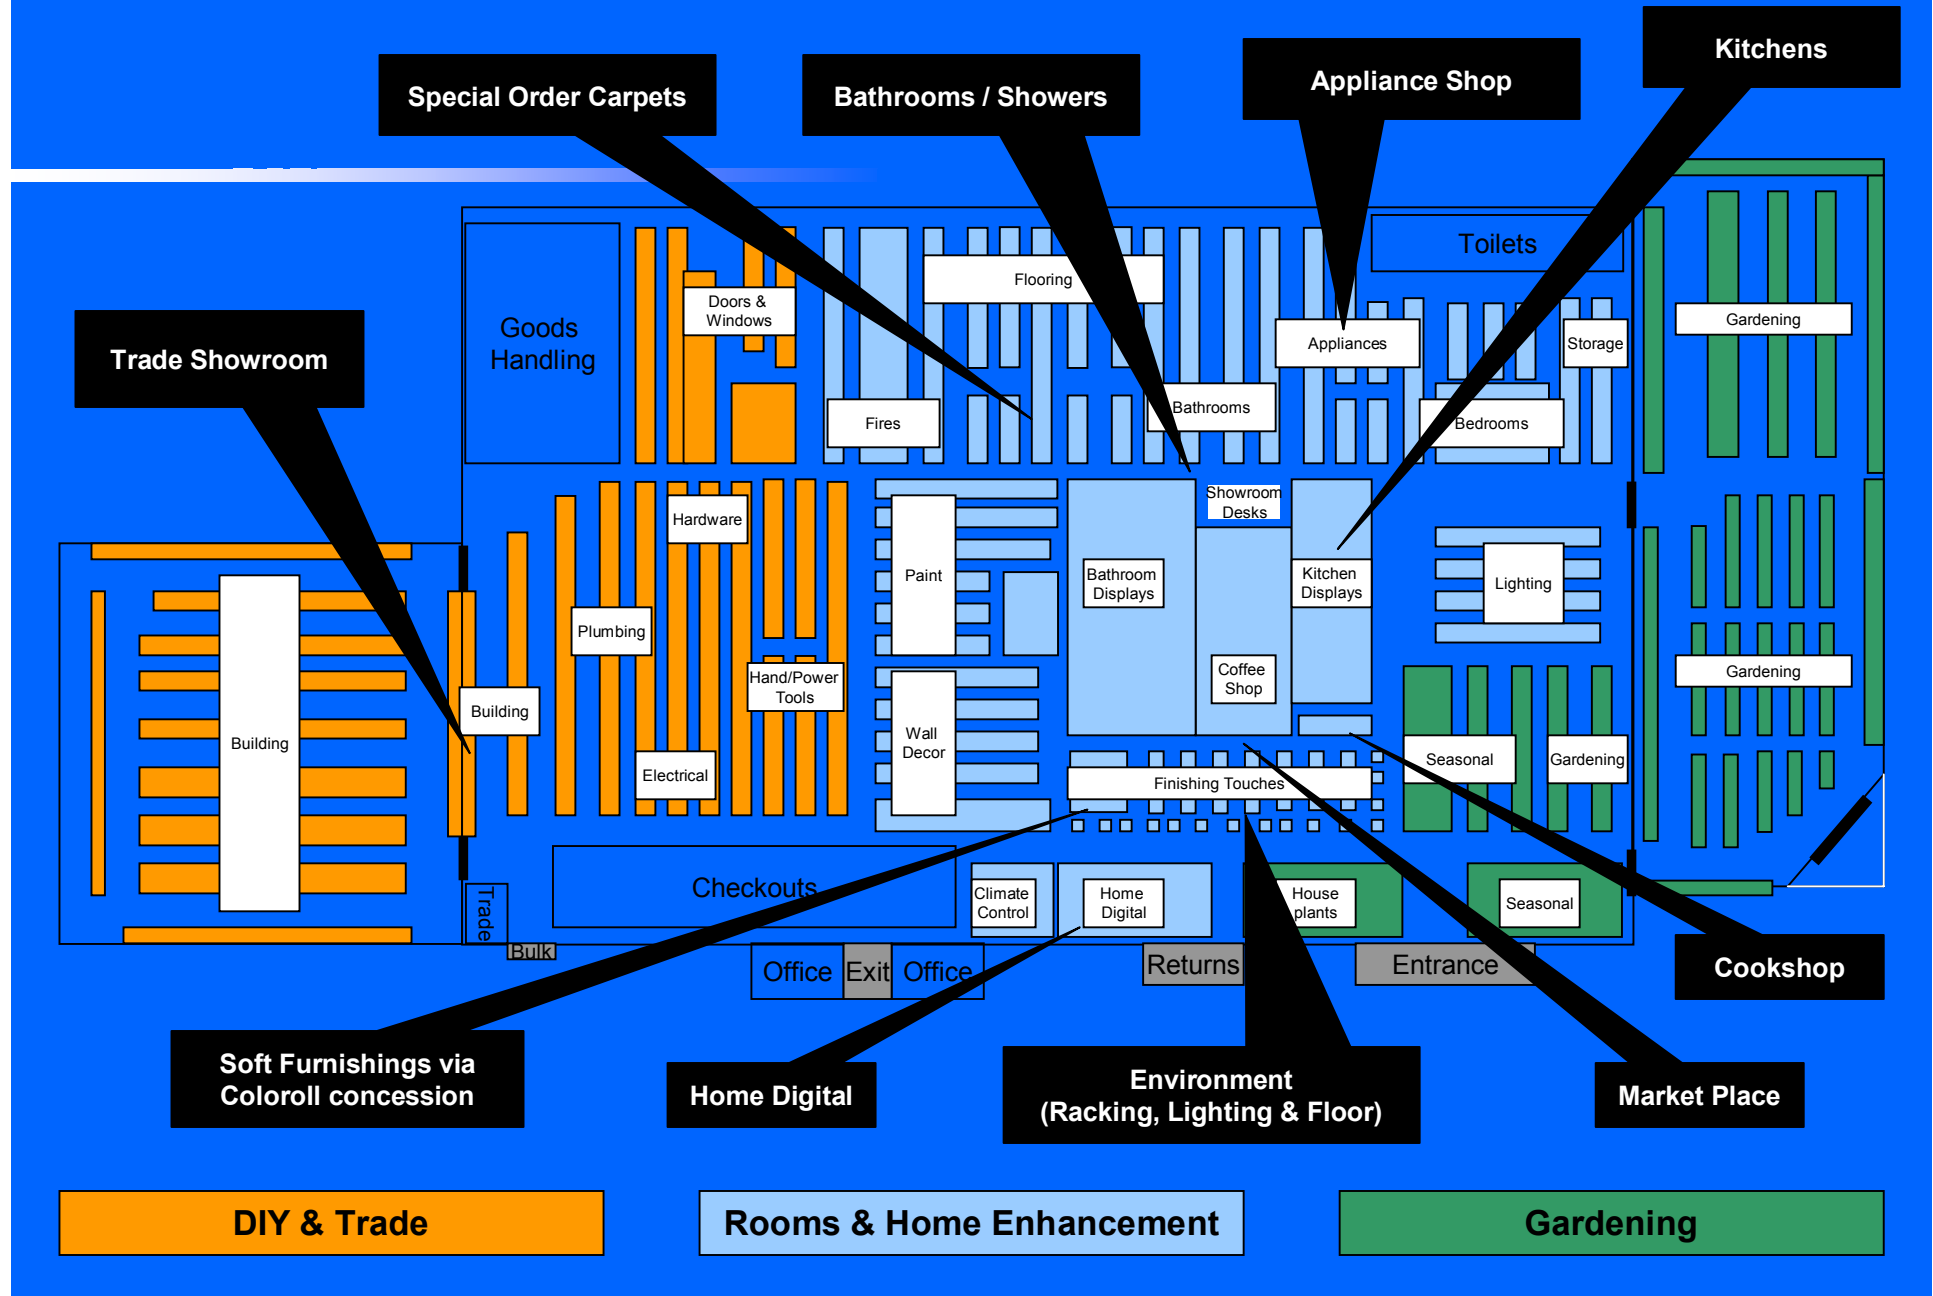 Kitchens
Special Order Carpets
Bathrooms / Showers
Appliance Shop
Trade Showroom
Goods
Handling
Doors &
Windows
Flooring
Toilets
Fires
Bathrooms
Appliances
Bedrooms
Storage
Gardening
Hardware
Plumbing
Building
Building
Electrical
Hand/Power
Tools
Paint
Wall
Decor
Showroom
Desks
Bathroom
Displays
Kitchen
Displays
Coffee
Shop
Lighting
Gardening
Finishing Touches
Seasonal
Gardening
Trade
Checkouts
Climate
Control
Home
Digital
House
plants
Seasonal
Bulk
Office
Exit
Office
Returns
Entrance
Cookshop
Soft Furnishings via
Coloroll concession
Home Digital
Environment
(Racking, Lighting & Floor)
Market Place
DIY & Trade
Rooms & Home Enhancement
Gardening